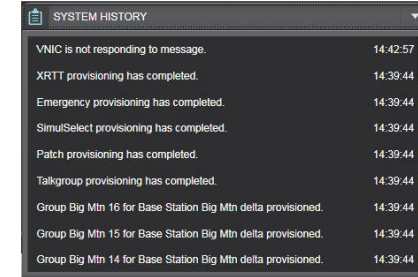 SYSTEM HISTORY
VNIC is not responding to message. 14:42:57
XRTT provisioning has completed. 14:39:44
Emergency provisioning has completed. 14:39:44
SimulSelect provisioning has completed. 14:39:44
Patch provisioning has completed. 14:39:44
Talkgroup provisioning has completed. 14:39:44
Group Big Mtn 16 for Base Station Big Mtn delta provisioned. 14:39:44
Group Big Mtn 15 for Base Station Big Mtn delta provisioned. 14:39:44
Group Big Mtn 14 for Base Station Big Mtn delta provisioned. 14:39:44